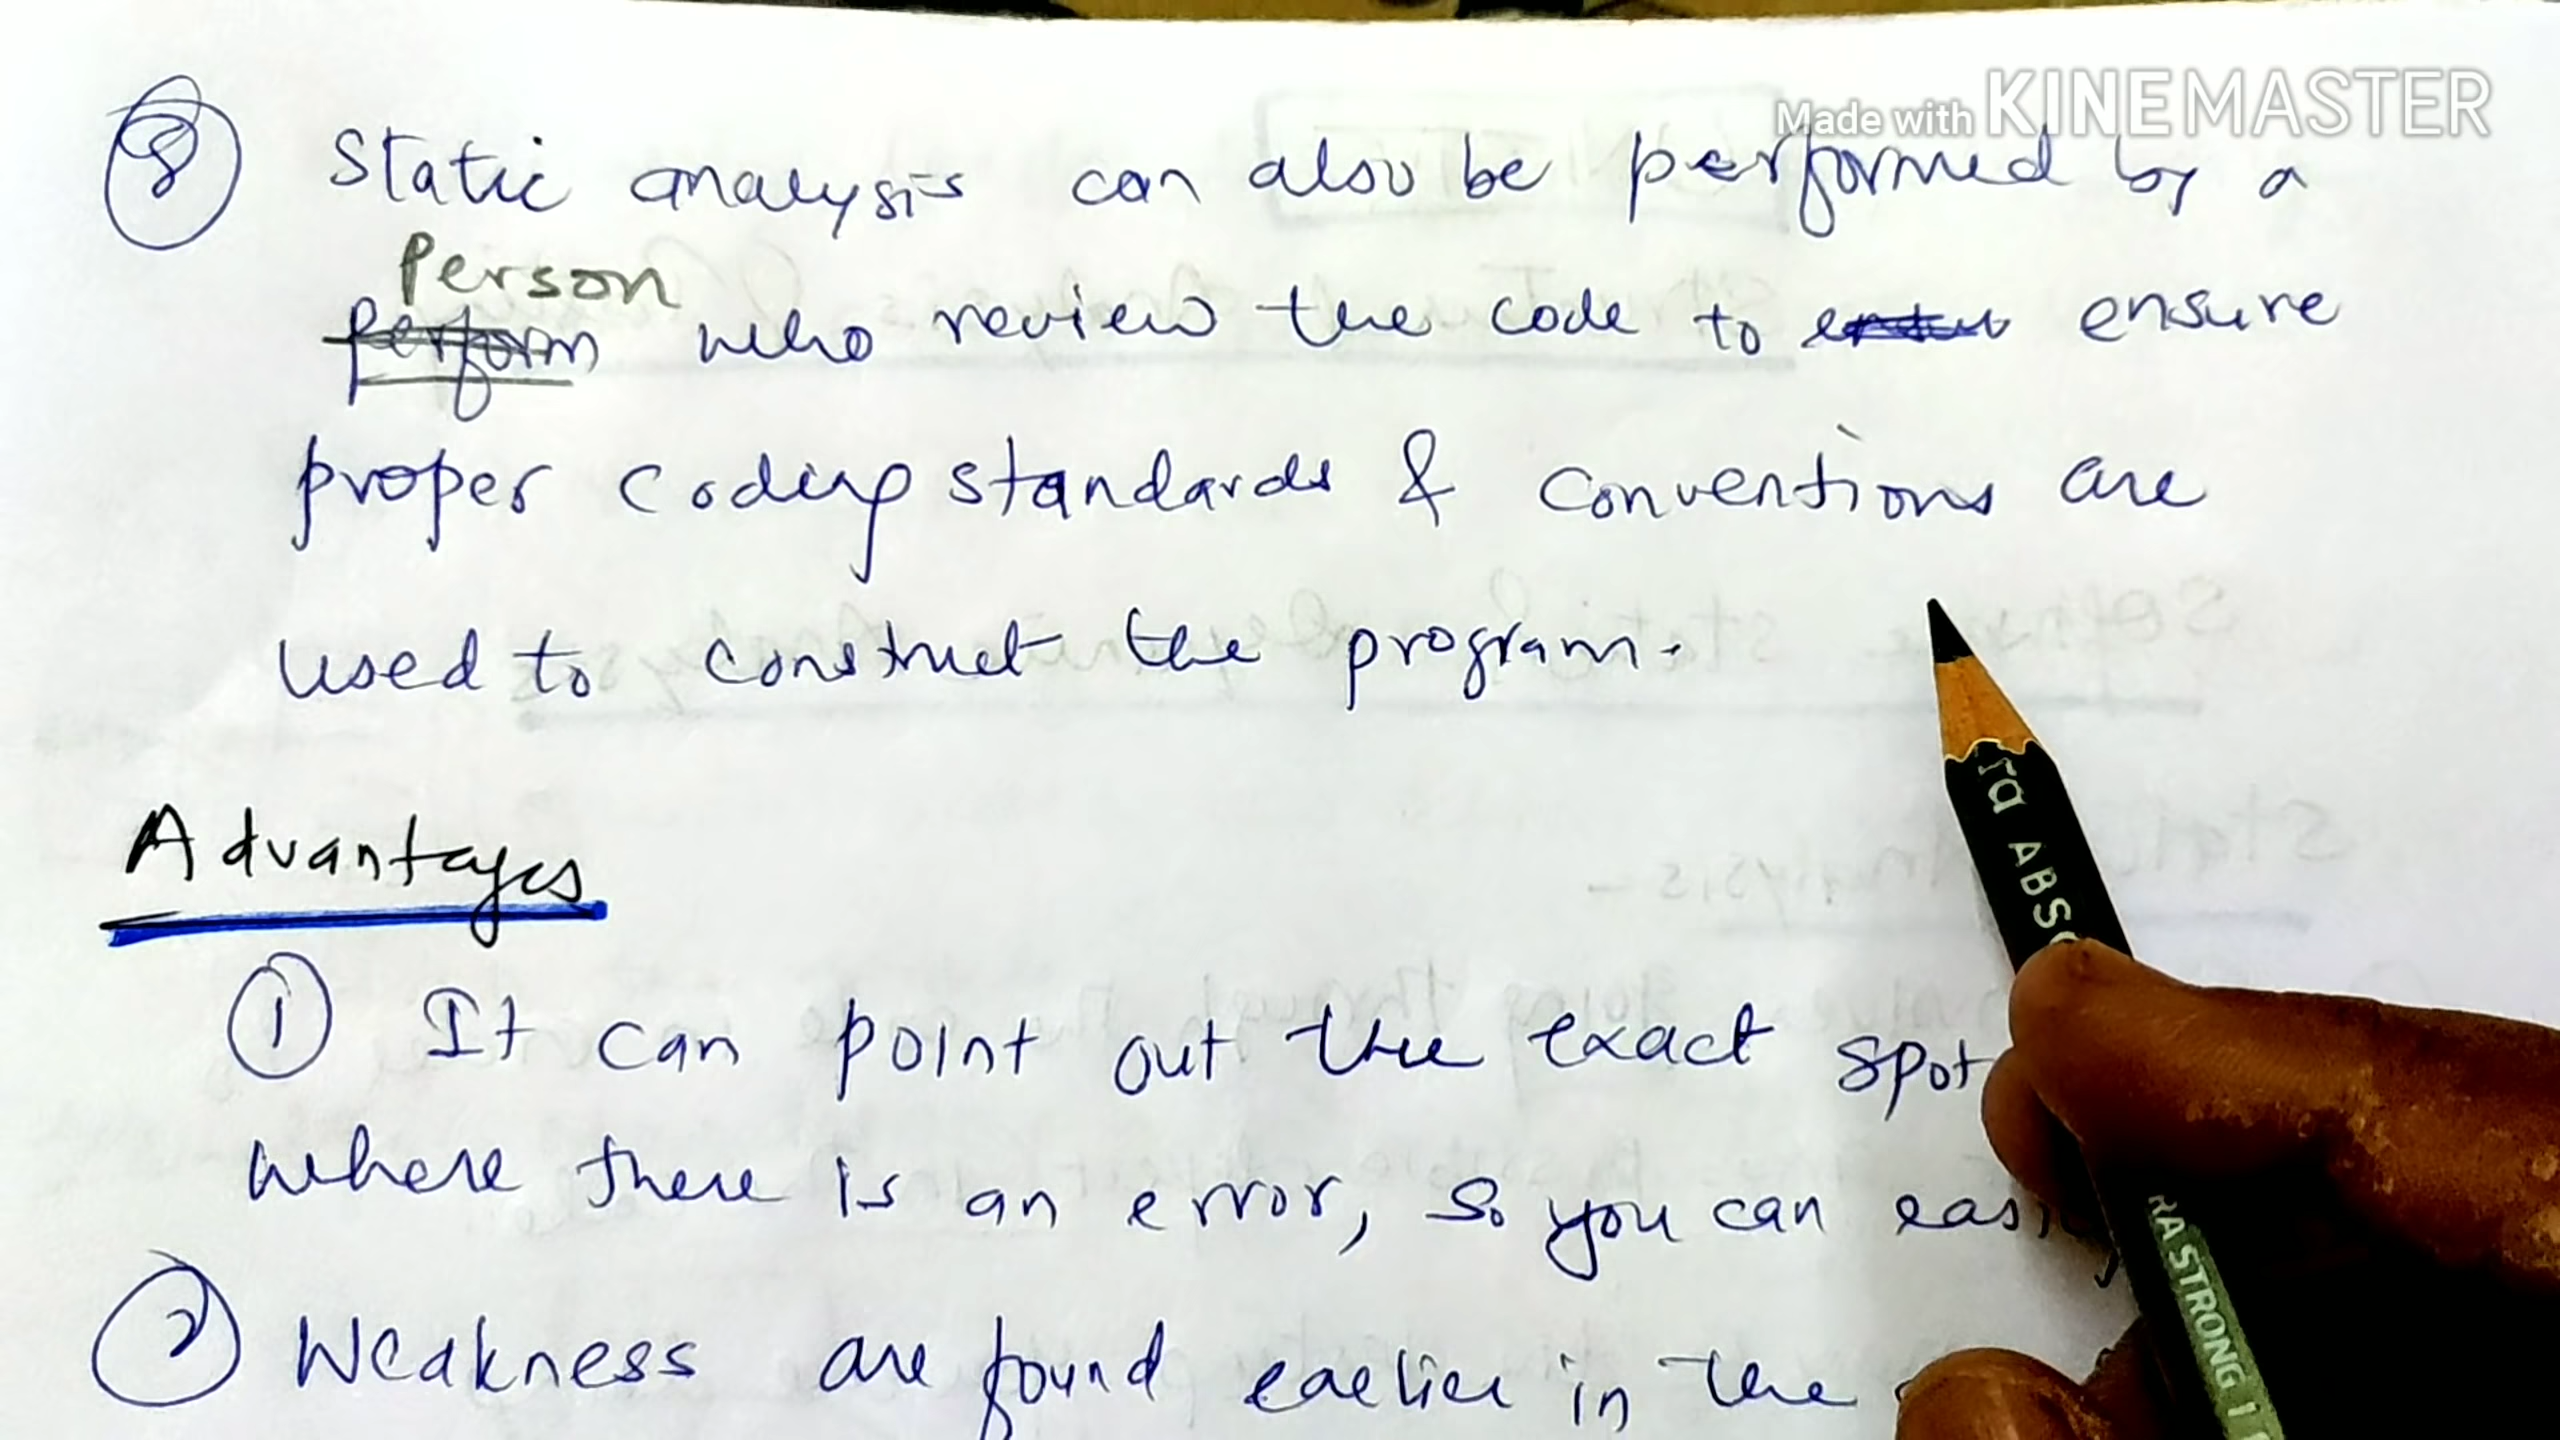 Made with KINEMASTER
8 Static analysis can also be performed by a
Person
perform who review the code to ensure
proper coding standards & conventions are
used to construct the program.
Advantages
1 It can point out the exact spot
where there is an error, so you can easily
2 Weakness are found earlier in the